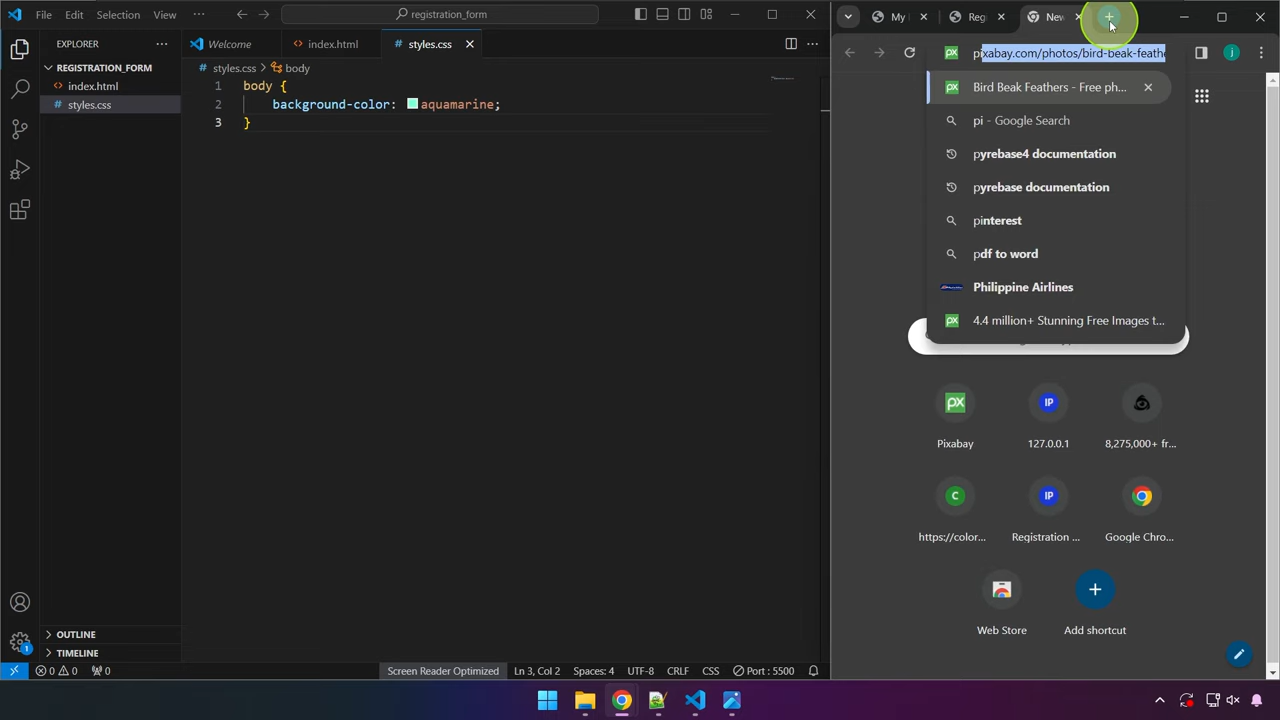 File Edit Selection View ··· registration_form
My
Reg
New
EXPLORER
REGISTRATION_FORM
index.html
styles.css
OUTLINE
TIMELINE
Welcome
index.html
styles.css
styles.css body
1 body {
2 background-color: aquamarine;
3 }
0 0 0 Screen Reader Optimized Ln 3, Col 2 Spaces: 4 UTF-8 CRLF CSS Port : 5500
pixabay.com/photos/bird-beak-feathe
Bird Beak Feathers - Free ph...
pi - Google Search
pyrebase4 documentation
pyrebase documentation
pinterest
pdf to word
Philippine Airlines
4.4 million+ Stunning Free Images t...
px IP
Pixabay 127.0.0.1 8,275,000+ fr...
C IP
https://color... Registration ... Google Chro...
Web Store Add shortcut
j
1